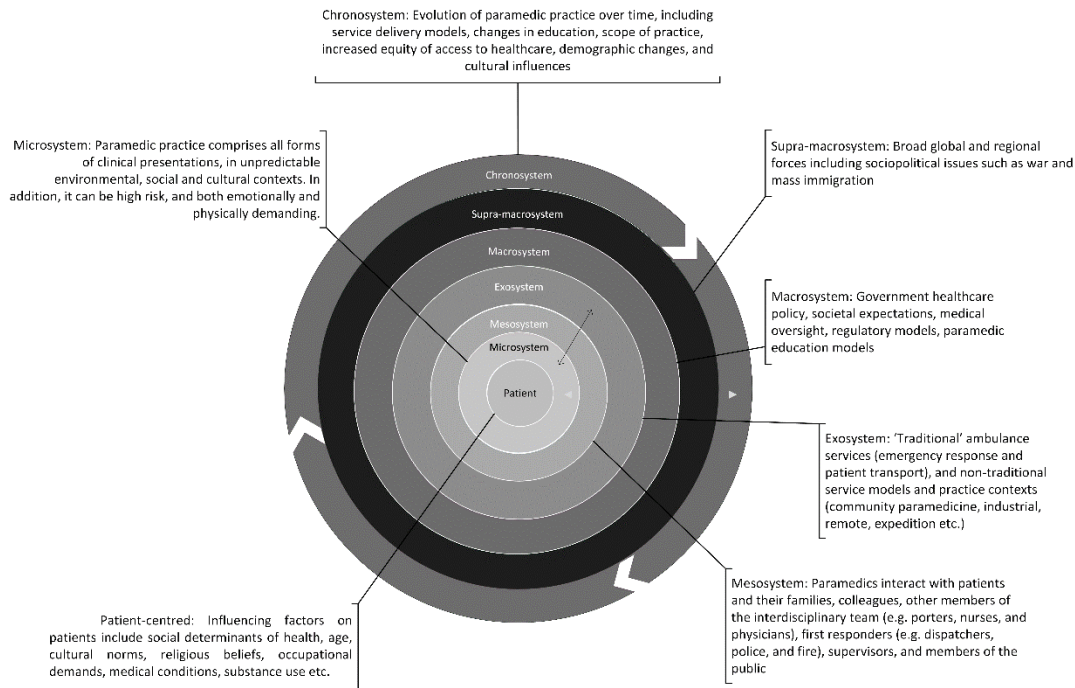 Chronosystem: Evolution of paramedic practice over time, including
service delivery models, changes in education, scope of practice,
increased equity of access to healthcare, demographic changes, and
cultural influences
Microsystem: Paramedic practice comprises all forms
of clinical presentations, in unpredictable
environmental, social and cultural contexts. In
addition, it can be high risk, and both emotionally and
physically demanding.
Supra-macrosystem: Broad global and regional
forces including sociopolitical issues such as war and
mass immigration
Chronosystem
Supra-macrosystem
Macrosystem
Exosystem
Mesosystem
Microsystem
Patient
Macrosystem: Government healthcare
policy, societal expectations, medical
oversight, regulatory models, paramedic
education models
Exosystem: 'Traditional' ambulance
services (emergency response and
patient transport), and non-traditional
service models and practice contexts
(community paramedicine, industrial,
remote, expedition etc.)
Mesosystem: Paramedics interact with patients
and their families, colleagues, other members of
the interdisciplinary team (e.g. porters, nurses, and
physicians), first responders (e.g. dispatchers,
police, and fire), supervisors, and members of the
public
Patient-centred: Influencing factors on
patients include social determinants of health, age,
cultural norms, religious beliefs, occupational
demands, medical conditions, substance use etc.